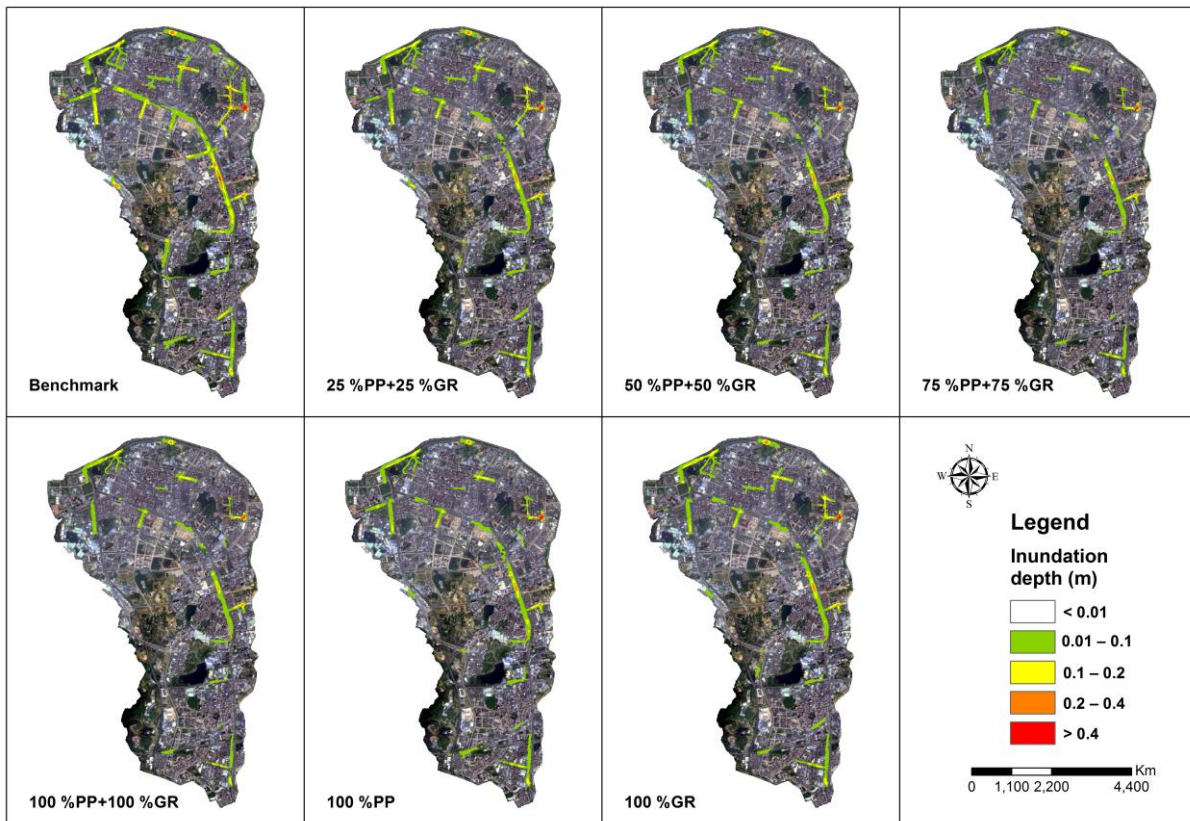 Benchmark
25 %PP+25 %GR
50 %PP+50 %GR
75 %PP+75 %GR
100 %PP+100 %GR
100 %PP
100 %GR
N
W E
S
Legend
Inundation
depth (m)
< 0.01
0.01 – 0.1
0.1 – 0.2
0.2 – 0.4
> 0.4
Km
0 1,100 2,200 4,400